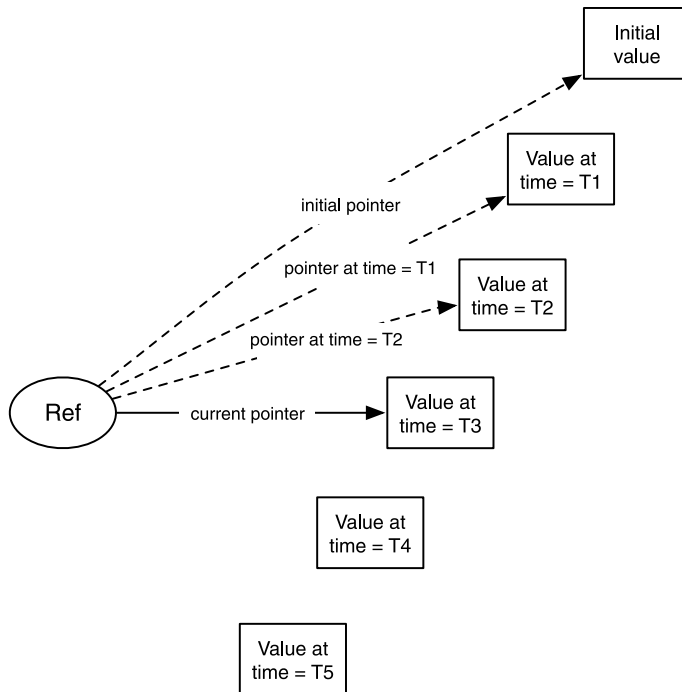 Initial
value
Value at
time = T1
initial pointer
pointer at time = T1
Value at
time = T2
pointer at time = T2
Ref
current pointer
Value at
time = T3
Value at
time = T4
Value at
time = T5